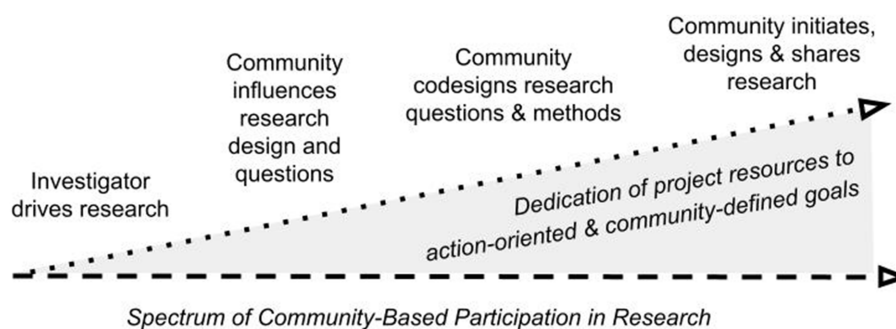 Investigator
drives research
Community
influences
research
design and
questions
Community
codesigns research
questions & methods
Community initiates,
designs & shares
research
Dedication of project resources to
action-oriented & community-defined goals
Spectrum of Community-Based Participation in Research